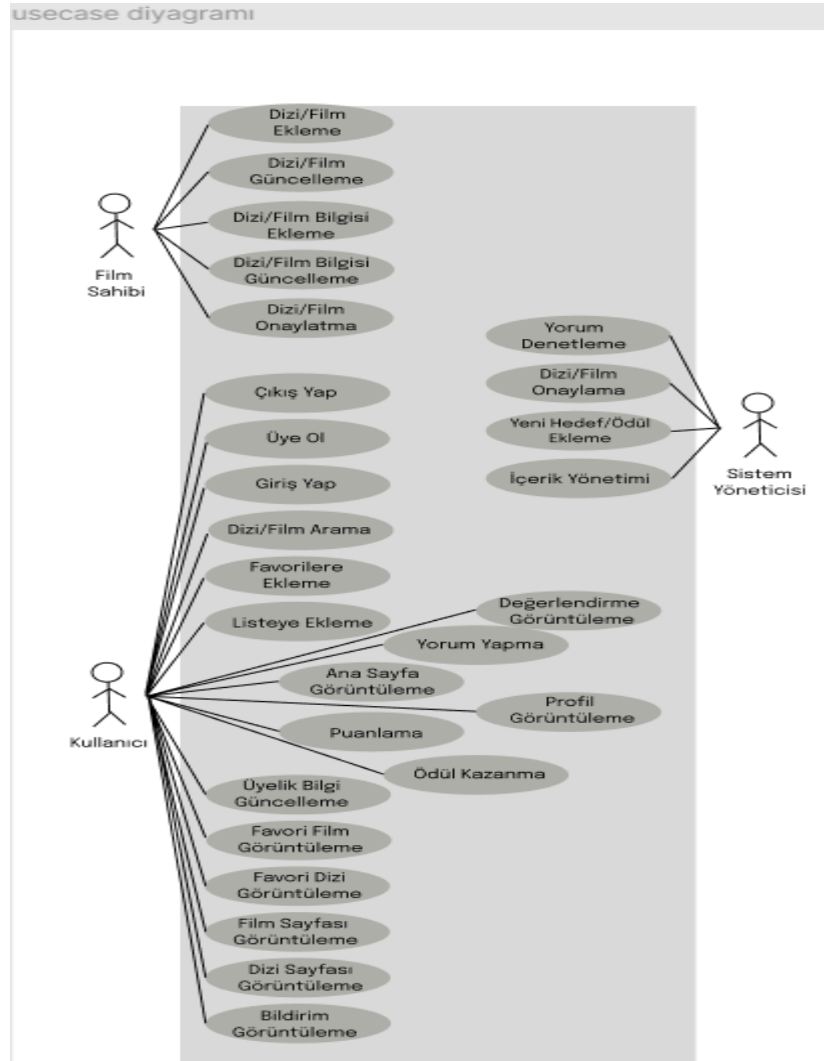 usecase diyagramı
Dizi/Film
Ekleme
Dizi/Film
Güncelleme
Dizi/Film Bilgisi
Ekleme
Dizi/Film Bilgisi
Güncelleme
Dizi/Film
Onaylatma
Film
Sahibi
Yorum
Denetleme
Dizi/Film
Onaylama
Yeni Hedef/Ödül
Ekleme
İçerik Yönetimi
Sistem
Yöneticisi
Çıkış Yap
Üye Ol
Giriş Yap
Dizi/Film Arama
Favorilere
Ekleme
Listeye Ekleme
Değerlendirme
Görüntüleme
Yorum Yapma
Ana Sayfa
Görüntüleme
Profil
Görüntüleme
Puanlama
Ödül Kazanma
Kullanıcı
Üyelik Bilgi
Güncelleme
Favori Film
Görüntüleme
Favori Dizi
Görüntüleme
Film Sayfası
Görüntüleme
Dizi Sayfası
Görüntüleme
Bildirim
Görüntüleme